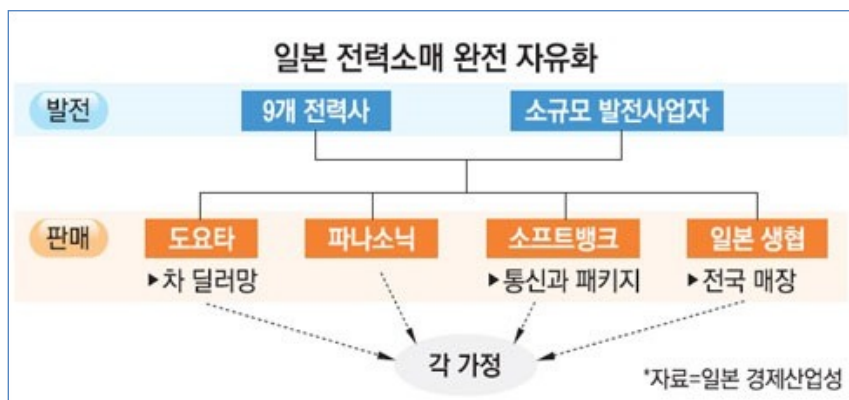 일본 전력소매 완전 자유화
발전
9개 전력사
소규모 발전사업자
판매
도요타
파나소닉
소프트뱅크
일본 생협
▶차 딜러망
▶통신과 패키지
▶전국 매장
각 가정
*자료=일본 경제산업성